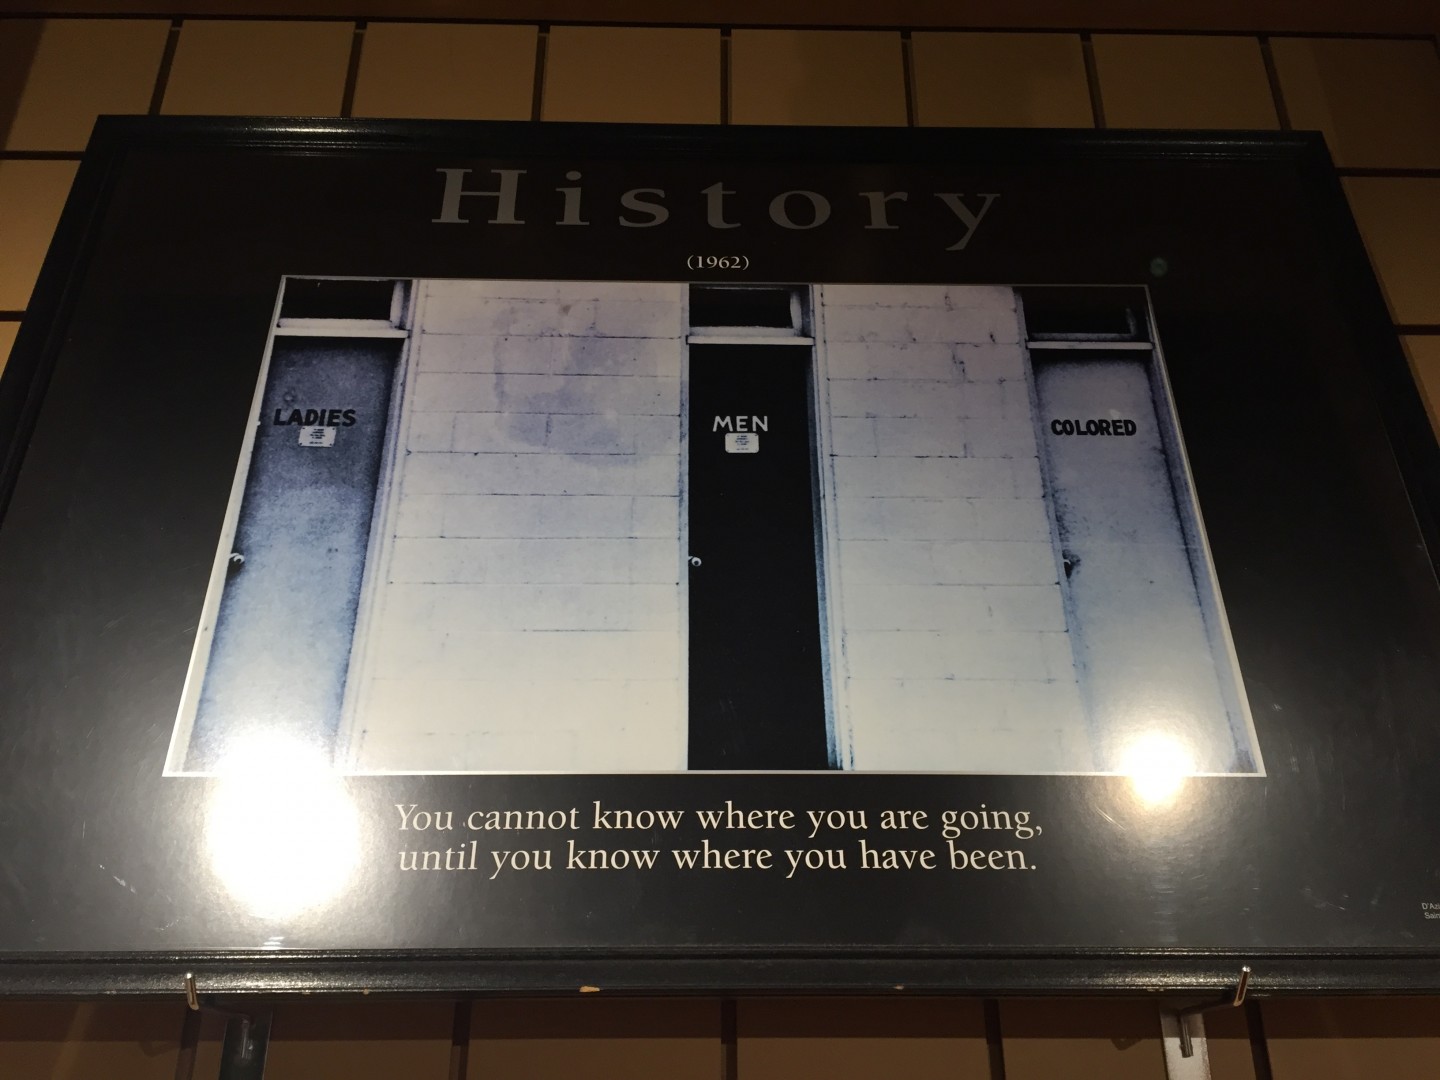 History
(1962)
LADIES
MEN
COLORED
You cannot know where you are going,
until you know where you have been.